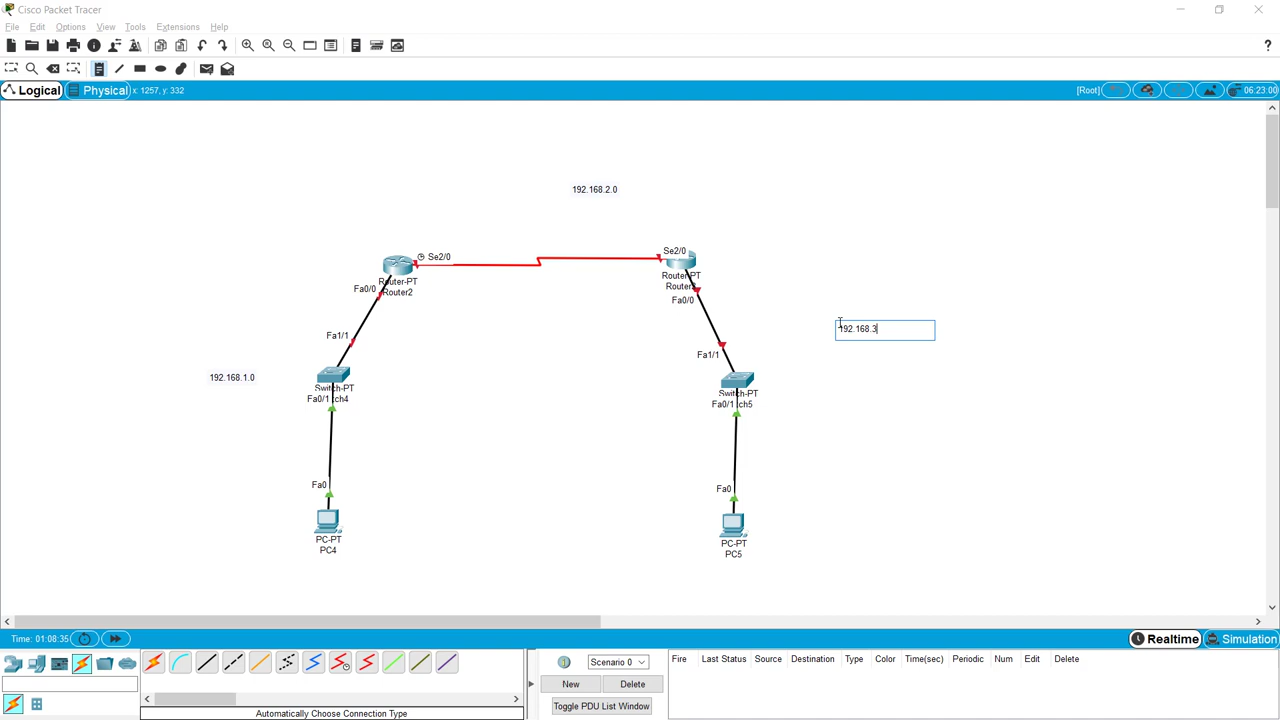 Cisco Packet Tracer
File Edit Options View Tools Extensions Help
?
Logical Physical x: 1257, y: 332 [Root] 06:23:00
192.168.2.0
Se2/0
Se2/0
Router-PT
Router2
Router-PT
Fa0/0
Fa0/0
192.168.3
Fa1/1
Fa1/1
192.168.1.0
Switch-PT
Fa0/1 tch4
Switch-PT
Fa0/1 tch5
Fa0
Fa0
PC-PT
PC4
PC-PT
PC5
Time: 01:08:35 Realtime Simulation
Scenario 0
New Delete
Toggle PDU List Window
Fire Last Status Source Destination Type Color Time(sec) Periodic Num Edit Delete
Automatically Choose Connection Type